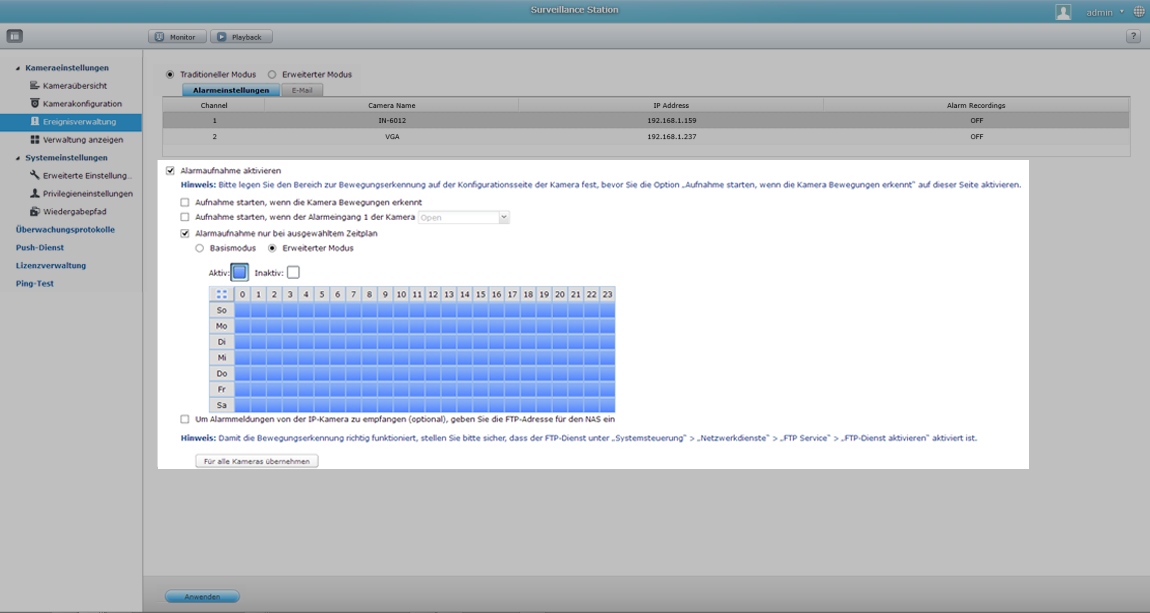 Surveillance Station
admin
Monitor
Playback
?
Kameraeinstellungen
Kameraübersicht
Kamerakonfiguration
Ereignisverwaltung
Verwaltung anzeigen
Systemeinstellungen
Erweiterte Einstellung..
Privilegieneinstellungen
Wiedergabepfad
Überwachungsprotokolle
Push-Dienst
Lizenzverwaltung
Ping-Test
Traditioneller Modus Erweiterter Modus
Alarmeinstellungen E-Mail
Channel Camera Name IP Address Alarm Recordings
1 IN-6012 192.168.1.159 OFF
2 VGA 192.168.1.237 OFF
Alarmaufnahme aktivieren
Hinweis: Bitte legen Sie den Bereich zur Bewegungserkennung auf der Konfigurationsseite der Kamera fest, bevor Sie die Option „Aufnahme starten, wenn die Kamera Bewegungen erkennt“ auf dieser Seite aktivieren.
Aufnahme starten, wenn die Kamera Bewegungen erkennt
Aufnahme starten, wenn der Alarmeingang 1 der Kamera Open
Alarmaufnahme nur bei ausgewähltem Zeitplan
Basismodus Erweiterter Modus
Aktiv: Inaktiv:
0 1 2 3 4 5 6 7 8 9 10 11 12 13 14 15 16 17 18 19 20 21 22 23
So
Mo
Di
Mi
Do
Fr
Sa
Um Alarmmeldungen von der IP-Kamera zu empfangen (optional), geben Sie die FTP-Adresse für den NAS ein
Hinweis: Damit die Bewegungserkennung richtig funktioniert, stellen Sie bitte sicher, dass der FTP-Dienst unter „Systemsteuerung“ > „Netzwerkdienste“ > „FTP Service“ > „FTP-Dienst aktivieren“ aktiviert ist.
Für alle Kameras übernehmen
Anwenden